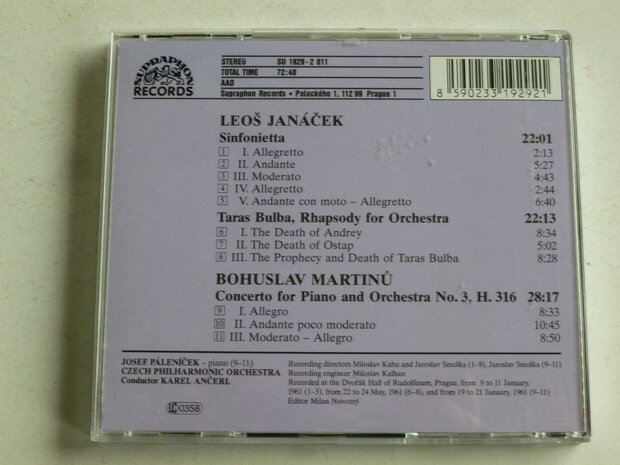 SUPRAPHON
RECORDS
STEREO SU 1929 - 2 011
TOTAL TIME 72:48
AAD
Supraphon Records • Palackého 1, 112 99 Prague 1
8 590233 192921
LEOŠ JANÁČEK
Sinfonietta 22:01
1 I. Allegretto 2:13
2 II. Andante 5:27
3 III. Moderato 4:43
4 IV. Allegretto 2:44
5 V. Andante con moto – Allegretto 6:40
Taras Bulba, Rhapsody for Orchestra 22:13
6 I. The Death of Andrey 8:34
7 II. The Death of Ostap 5:02
8 III. The Prophecy and Death of Taras Bulba 8:28
BOHUSLAV MARTINŮ
Concerto for Piano and Orchestra No. 3, H. 316 28:17
9 I. Allegro 8:33
10 II. Andante poco moderato 10:45
11 III. Moderato – Allegro 8:50
JOSEF PÁLENÍČEK – piano (9–11)
CZECH PHILHARMONIC ORCHESTRA
Conductor KAREL ANČERL
Recording directors Miloslav Kuba and Jaroslav Smolka (1–8), Jaroslav Smolka (9–11)
Recording engineer Miloslav Kulhan
Recorded at the Dvořák Hall of Rudolfinum, Prague, from 9 to 11 January,
1961 (1–5), from 22 to 24 May, 1961 (6–8), and from 19 to 21 January, 1961 (9–11)
Editor Milan Novotný
LC 0358